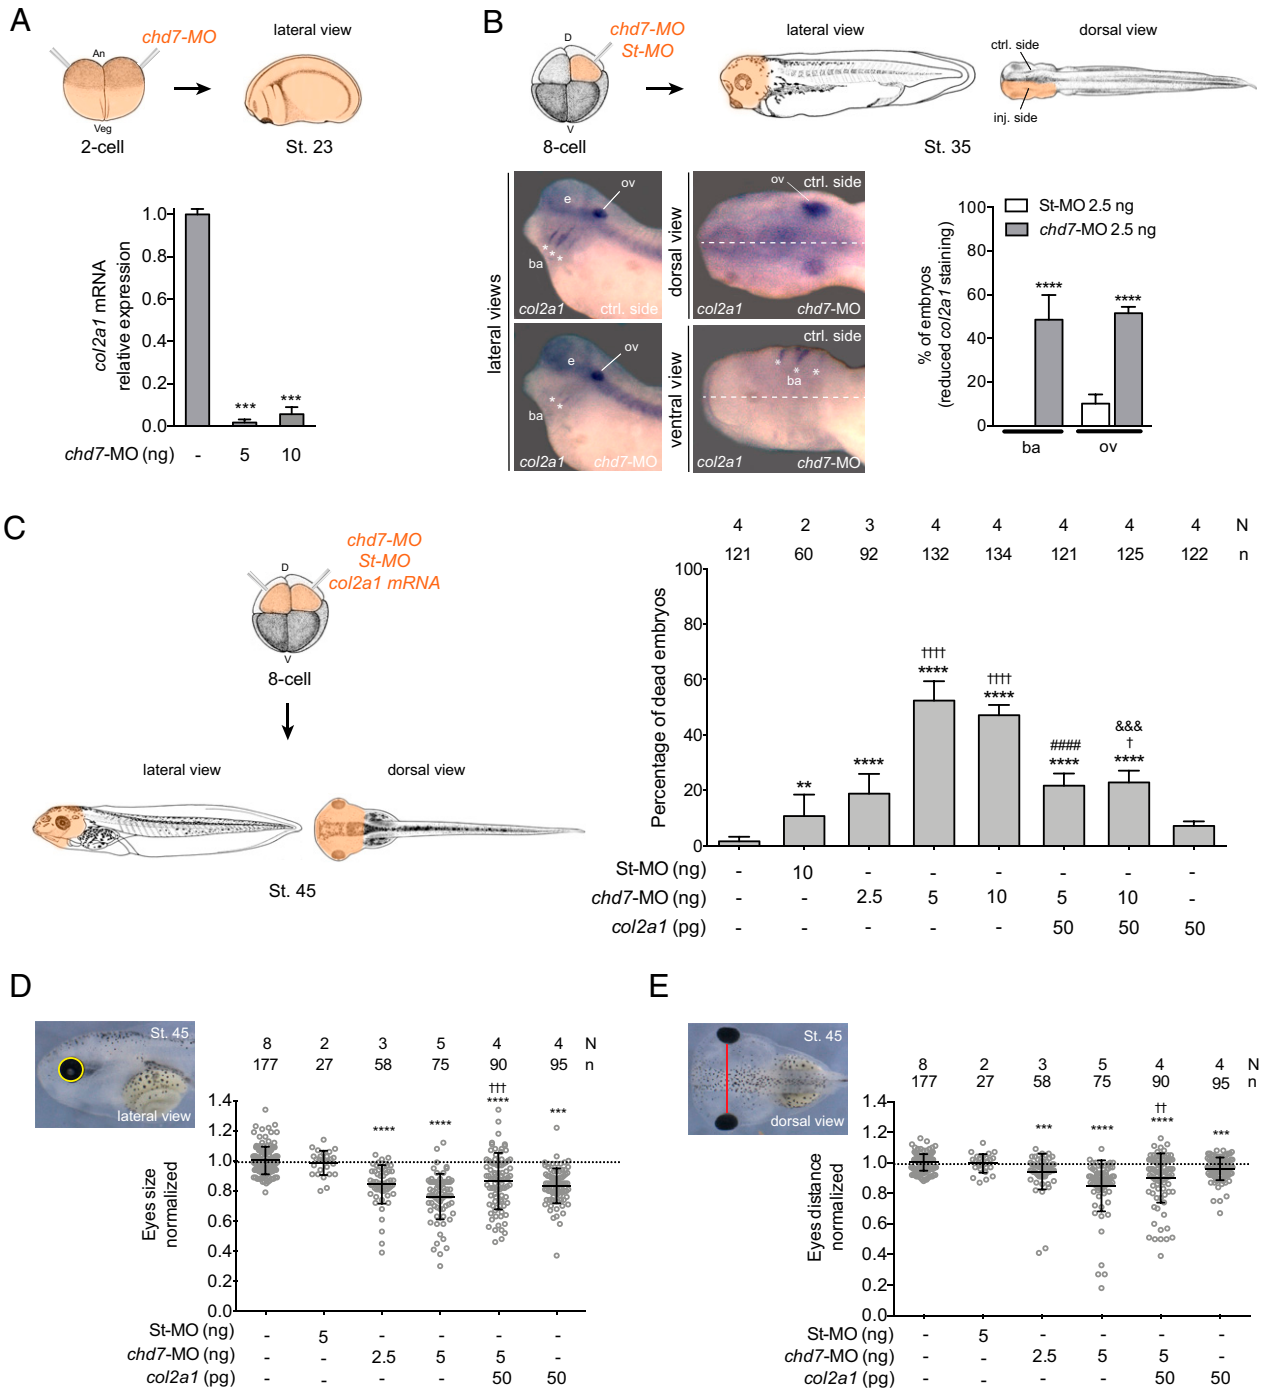 A
chd7-MO
lateral view
An
Veg
2-cell
St. 23
1.0
0.8
0.6
0.4
0.2
0.0
col2a1 mRNA
relative expression
***
***
chd7-MO (ng)
-
5
10
B
chd7-MO
St-MO
D
V
8-cell
lateral view
dorsal view
ctrl. side
inj. side
St. 35
lateral views
e
ov
ba
*
*
*
col2a1
ctrl. side
dorsal view
ov
ctrl. side
col2a1
chd7-MO
e
ov
ba
*
*
col2a1
chd7-MO
ventral view
ctrl. side
*
*
*
ba
col2a1
chd7-MO
100
80
60
40
20
0
% of embryos
(reduced col2a1 staining)
St-MO 2.5 ng
chd7-MO 2.5 ng
****
****
ba
ov
C
chd7-MO
St-MO
col2a1 mRNA
D
V
8-cell
lateral view
dorsal view
St. 45
4 2 3 4 4 4 4 4 N
121 60 92 132 134 121 125 122 n
100
80
60
40
20
0
Percentage of dead embryos
**
****
††††
****
††††
****
####
****
&&&
†
****
St-MO (ng) - 10 - - - - - -
chd7-MO (ng) - - 2.5 5 10 5 10 -
col2a1 (pg) - - - - - 50 50 50
D
St. 45
lateral view
8 2 3 5 4 4 N
177 27 58 75 90 95 n
1.4
1.2
1.0
0.8
0.6
0.4
0.2
0.0
Eyes size
normalized
****
****
†††
****
***
St-MO (ng) - 5 - - - -
chd7-MO (ng) - - 2.5 5 5 -
col2a1 (pg) - - - - 50 50
E
St. 45
dorsal view
8 2 3 5 4 4 N
177 27 58 75 90 95 n
1.4
1.2
1.0
0.8
0.6
0.4
0.2
0.0
Eyes distance
normalized
***
****
††
****
***
St-MO (ng) - 5 - - - -
chd7-MO (ng) - - 2.5 5 5 -
col2a1 (pg) - - - - 50 50